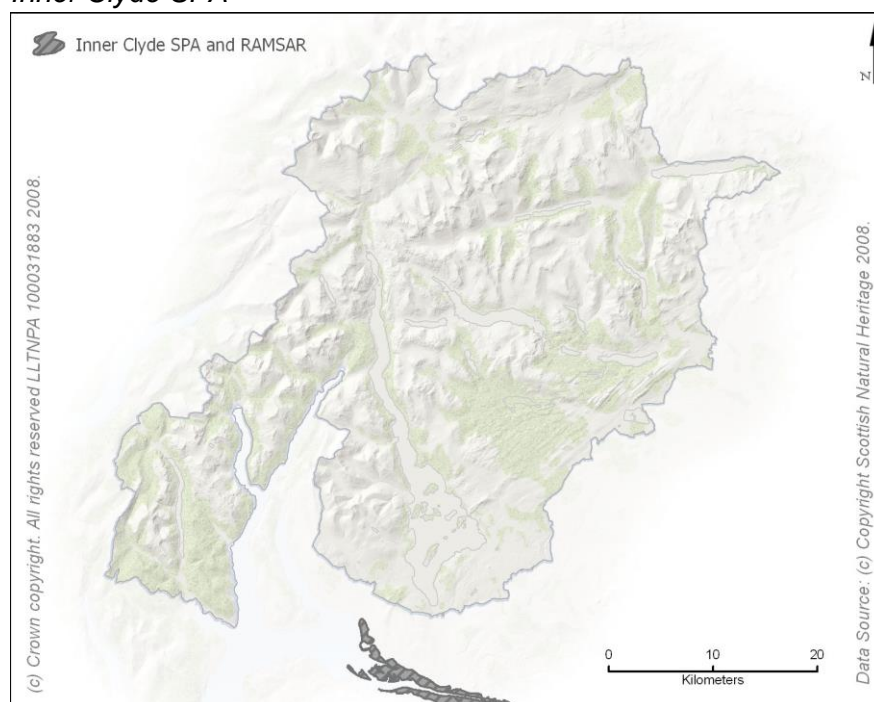 Inner Clyde SPA
Inner Clyde SPA and RAMSAR
N
(c) Crown copyright. All rights reserved LLTNPA 100031883 2008.
Data Source: (c) Copyright Scottish Natural Heritage 2008.
0 10 20
Kilometers